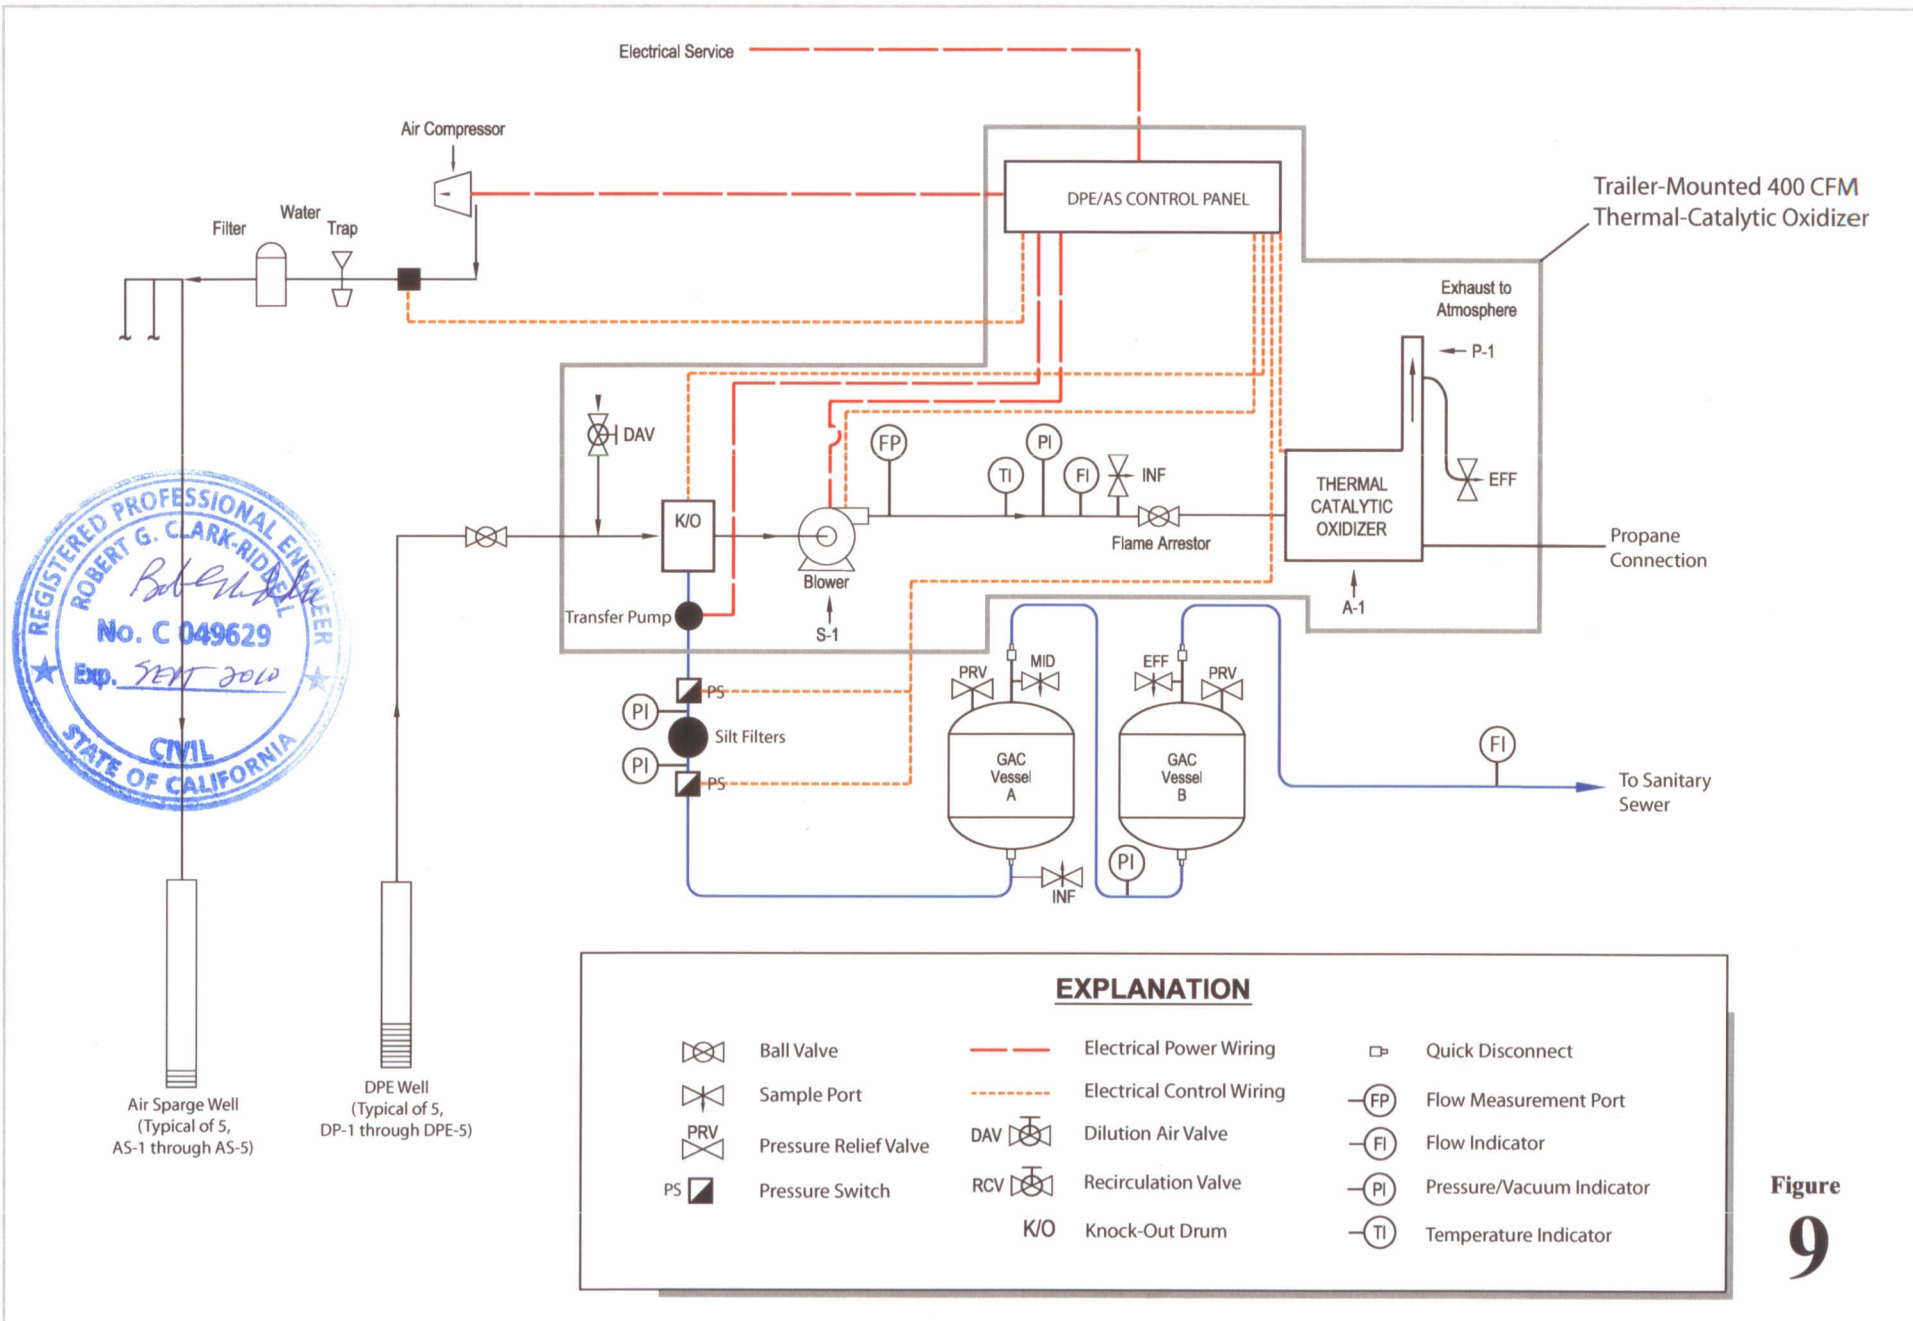 Electrical Service
Air Compressor
DPE/AS CONTROL PANEL
Trailer-Mounted 400 CFM
Thermal-Catalytic Oxidizer
Water
Filter
Trap
Exhaust to
Atmosphere
P-1
DAV
FP
PI
TI
FI
INF
EFF
K/O
THERMAL
CATALYTIC
OXIDIZER
Flame Arrestor
Propane
Connection
Blower
Transfer Pump
S-1
A-1
REGISTERED PROFESSIONAL ENGINEER
ROBERT G. CLARK-RIDDELL
No. C 049629
Exp. SEPT 2010
CIVIL
STATE OF CALIFORNIA
PRV
MID
EFF
PRV
PS
PI
Silt Filters
PI
PS
GAC
Vessel
A
GAC
Vessel
B
FI
To Sanitary
Sewer
PI
INF
Air Sparge Well
(Typical of 5,
AS-1 through AS-5)
DPE Well
(Typical of 5,
DP-1 through DPE-5)
EXPLANATION
Ball Valve
Sample Port
PRV
Pressure Relief Valve
PS
Pressure Switch
Electrical Power Wiring
Electrical Control Wiring
DAV
Dilution Air Valve
RCV
Recirculation Valve
K/O
Knock-Out Drum
Quick Disconnect
FP
Flow Measurement Port
FI
Flow Indicator
PI
Pressure/Vacuum Indicator
TI
Temperature Indicator
Figure
9